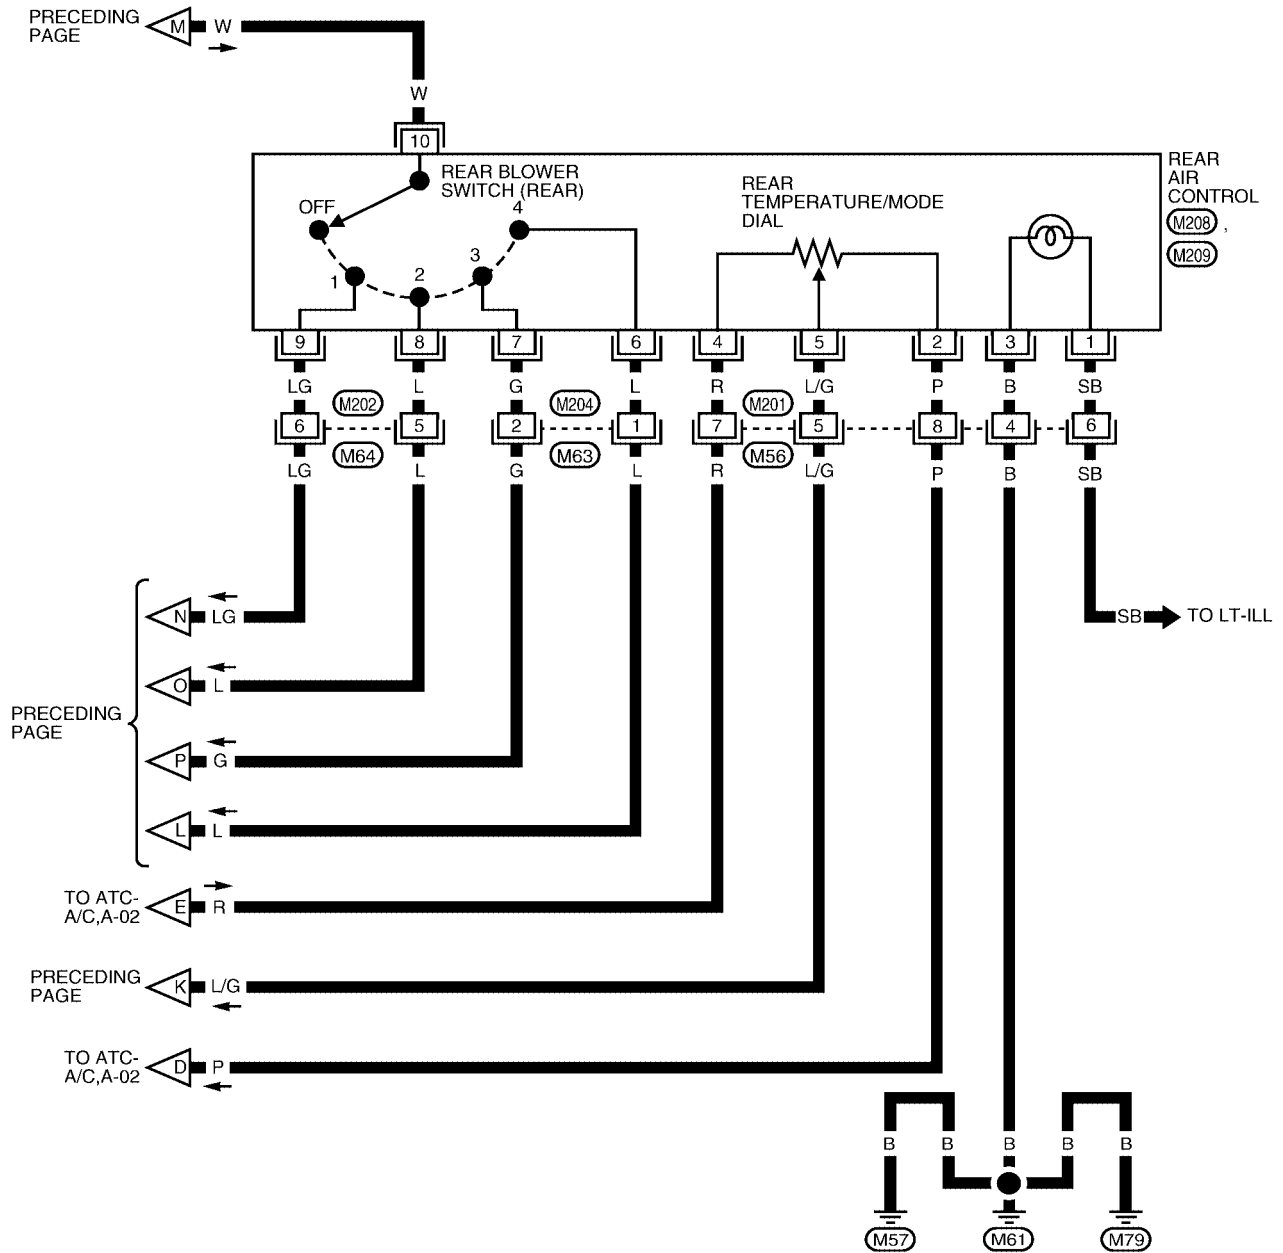 PRECEDING
PAGE
M
W
W
10
REAR BLOWER
SWITCH (REAR)
OFF
4
3
2
1
REAR
TEMPERATURE/MODE
DIAL
REAR
AIR
CONTROL
M208 ,
M209
9 8 7 6 4 5 2 3 1
LG L G L R L/G P B SB
M202 M204 M201
6 5 2 1 7 5 8 4 6
M64 M63 M56
LG L G L R L/G P B SB
N LG
SB TO LT-ILL
O L
PRECEDING
PAGE
P G
L L
TO ATC-
A/C,A-02
E R
PRECEDING
PAGE
K L/G
TO ATC-
A/C,A-02
D P
B B B B B
M57 M61 M79